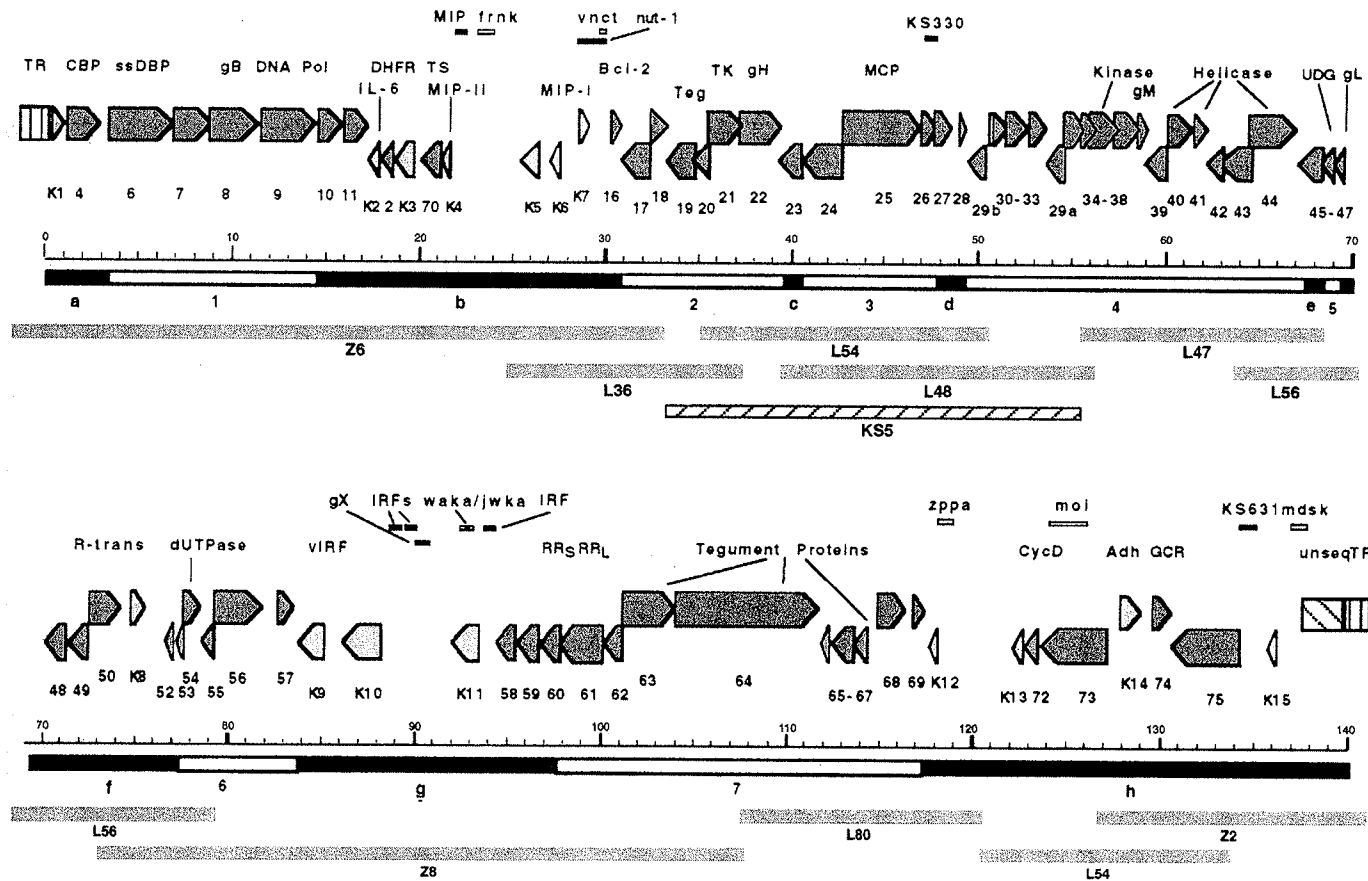 MIP frnk vnct nut-1 KS330
TR CBP ssDBP gB DNA Pol DHFR TS Bcl-2 TK gH MCP Kinase Helicase UDG gL
IL-6 MIP-II MIP-I Teg gM
K1 4 6 7 8 9 10 11 K2 2 K3 70 K4 K5 K6 K7 16 17 18 19 20 21 22 23 24 25 26 27 28 29b 30-33 29a 34-38 39 40 41 42 43 44 45-47
0 10 20 30 40 50 60 70
a 1 b 2 c 3 d 4 e 5
Z6 L54 L47
L36 L48 L56
KS5
gX IRFs waka/jwka IRF zppa moi KS631 mdsk
R-trans dUTPase vIRF RRS RRL Tegument Proteins CycD Adh GCR unseq TR
48 49 50 K8 52 53 54 55 56 57 K9 K10 K11 58 59 60 61 62 63 64 65-67 68 69 K12 K13 72 73 K14 74 75 K15
70 80 90 100 110 120 130 140
f 6 g 7 h
L56 L80 Z2
Z8 L54